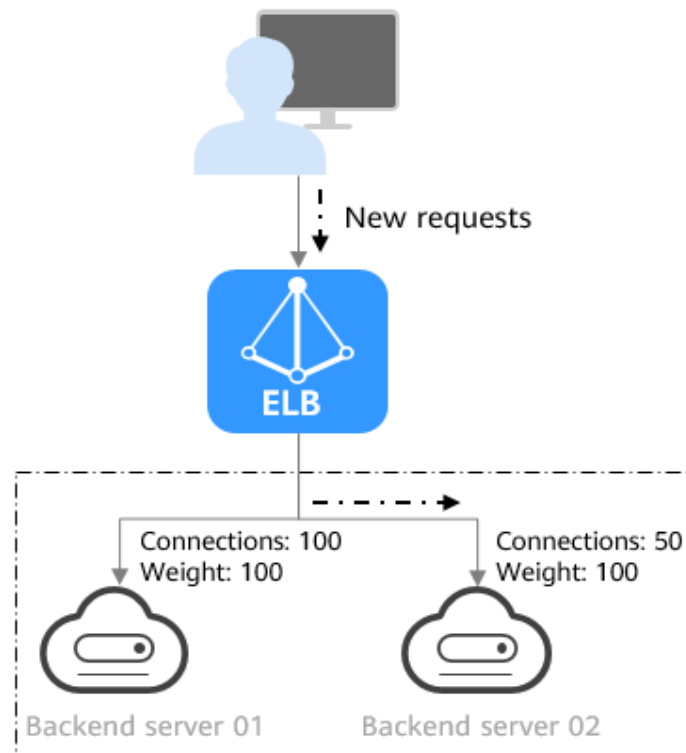 New requests
ELB
Connections: 100
Weight: 100
Connections: 50
Weight: 100
Backend server 01
Backend server 02